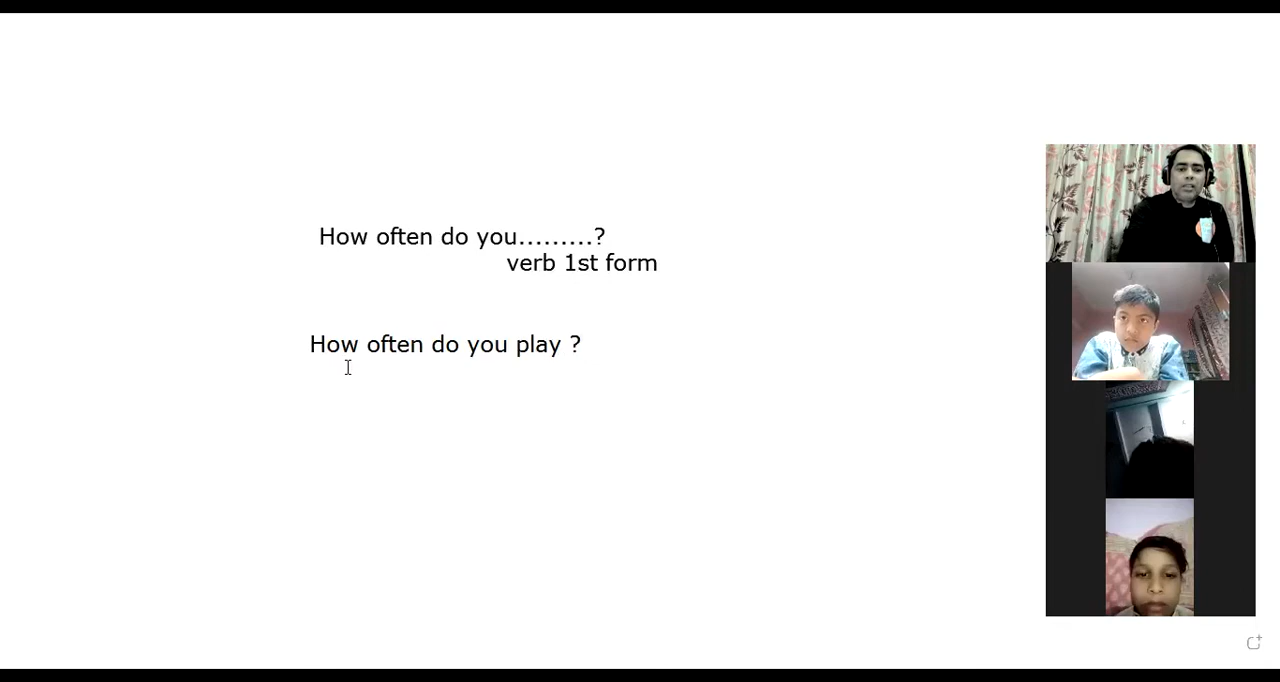 How often do you.........?
verb 1st form
How often do you play ?